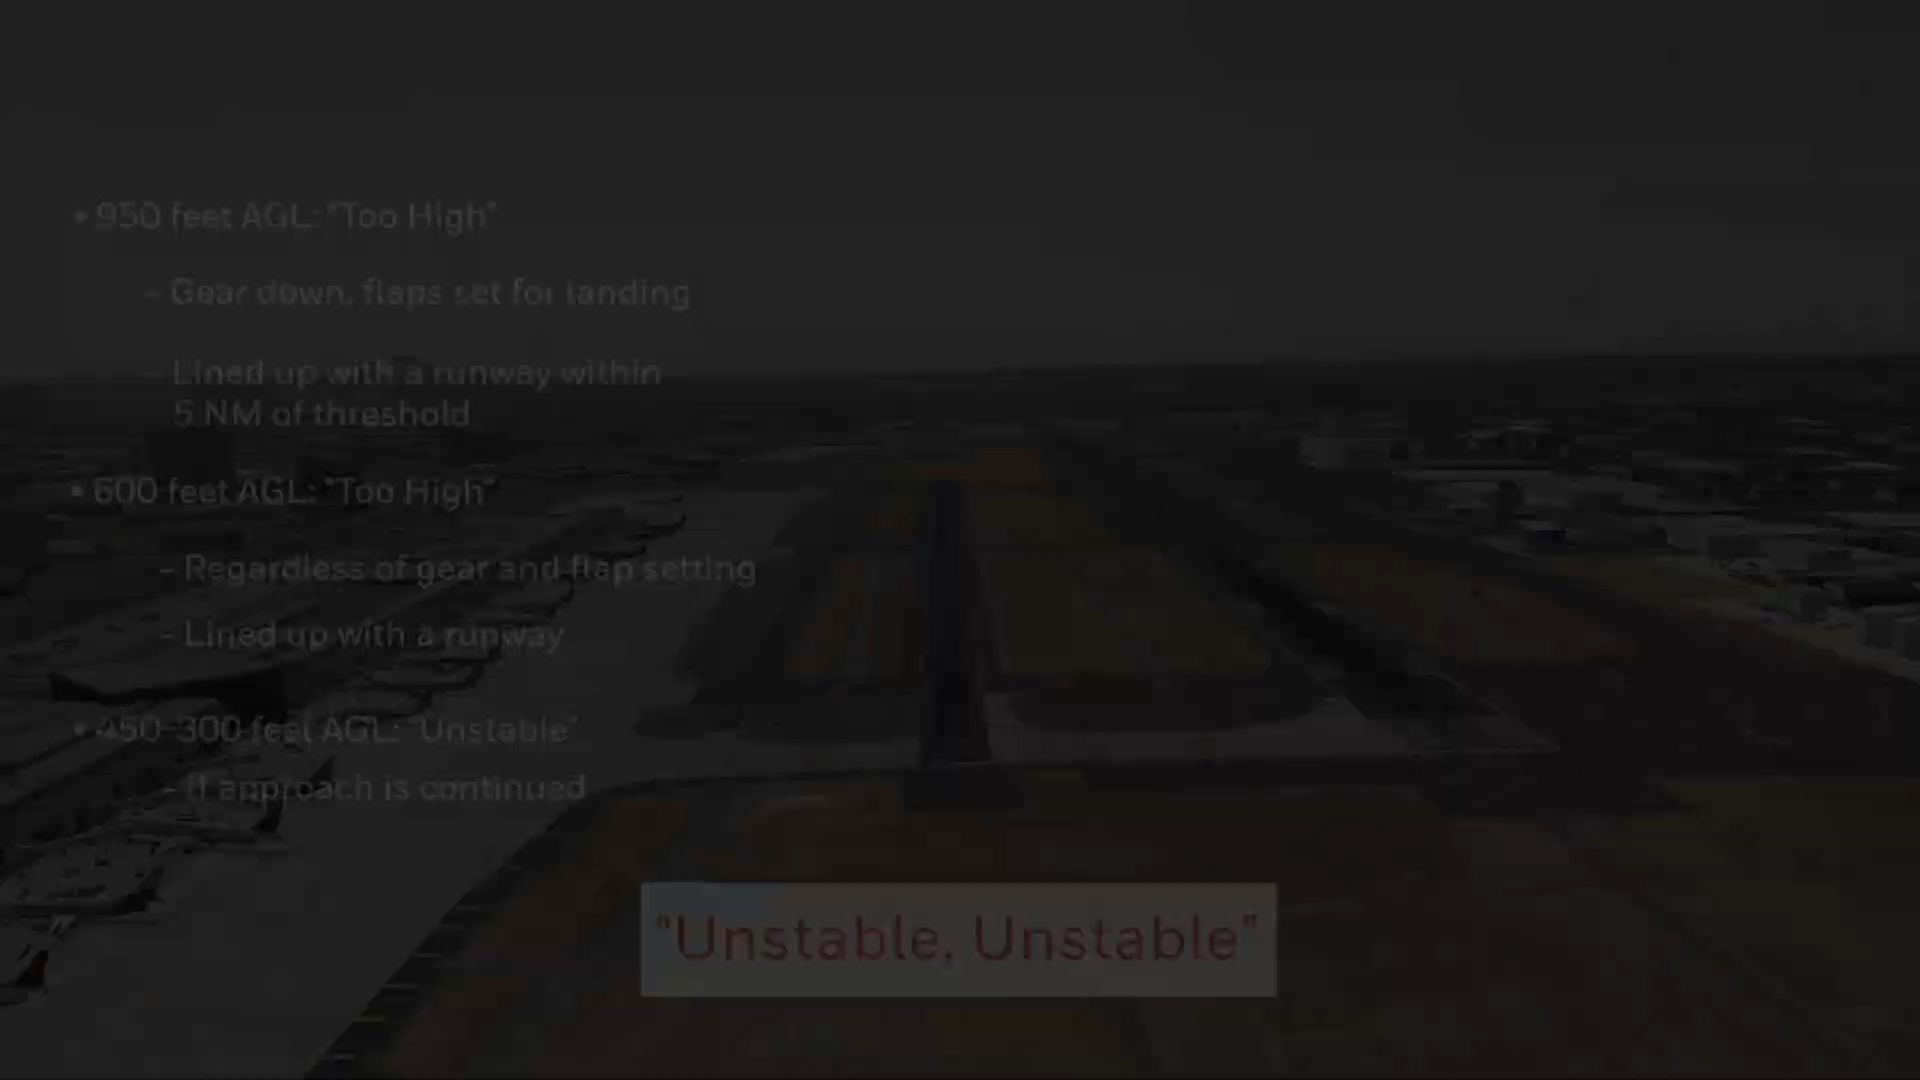 • 950 feet AGL: "Too High"
- Gear down, flaps set for landing
- Lined up with a runway within
5 NM of threshold
• 600 feet AGL: "Too High"
- Regardless of gear and flap setting
- Lined up with a runway
• 450-300 feet AGL: "Unstable"
- If approach is continued
"Unstable, Unstable"